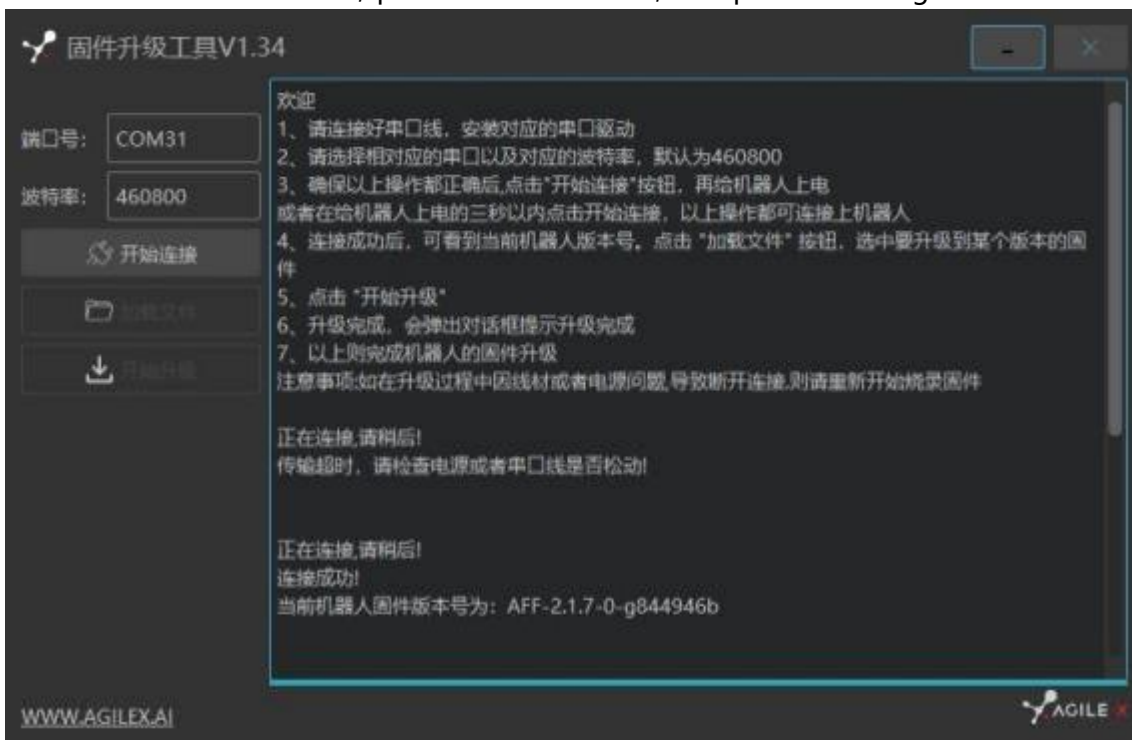 固件升级工具V1.34
端口号: COM31
波特率: 460800
开始连接
加载文件
开始升级
欢迎
1、请连接好串口线，安装对应的串口驱动
2、请选择相对应的串口以及对应的波特率，默认为460800
3、确保以上操作都正确后,点击"开始连接"按钮，再给机器人上电
或者在给机器人上电的三秒以内点击开始连接，以上操作都可连接上机器人
4、连接成功后，可看到当前机器人版本号。点击 "加载文件" 按钮，选中要升级到某个版本的固
件
5、点击 "开始升级"
6、升级完成，会弹出对话框提示升级完成
7、以上则完成机器人的固件升级
注意事项:如在升级过程中因线材或者电源问题,导致断开连接,则请重新开始烧录固件
正在连接,请稍后!
传输超时，请检查电源或者串口线是否松动!
正在连接,请稍后!
连接成功!
当前机器人固件版本号为：AFF-2.1.7-0-g844946b
WWW.AGILEX.AI
AGILE X